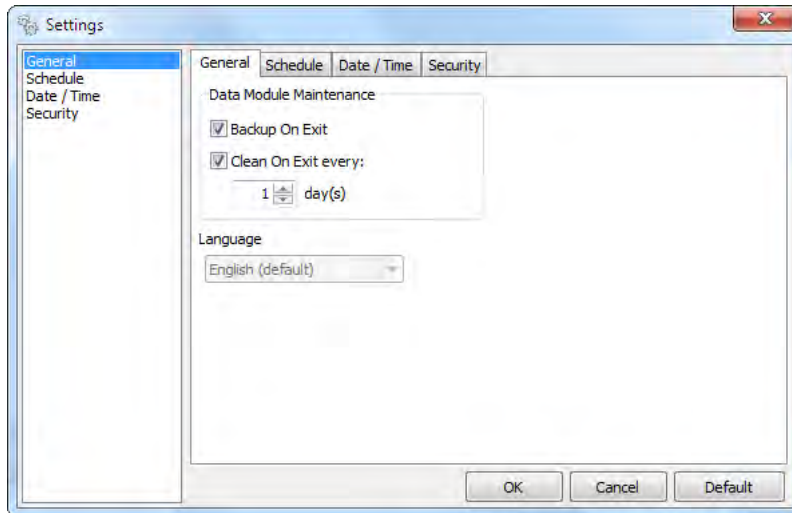 Settings
General
Schedule
Date / Time
Security
General Schedule Date / Time Security
Data Module Maintenance
Backup On Exit
Clean On Exit every:
1 day(s)
Language
English (default)
OK Cancel Default